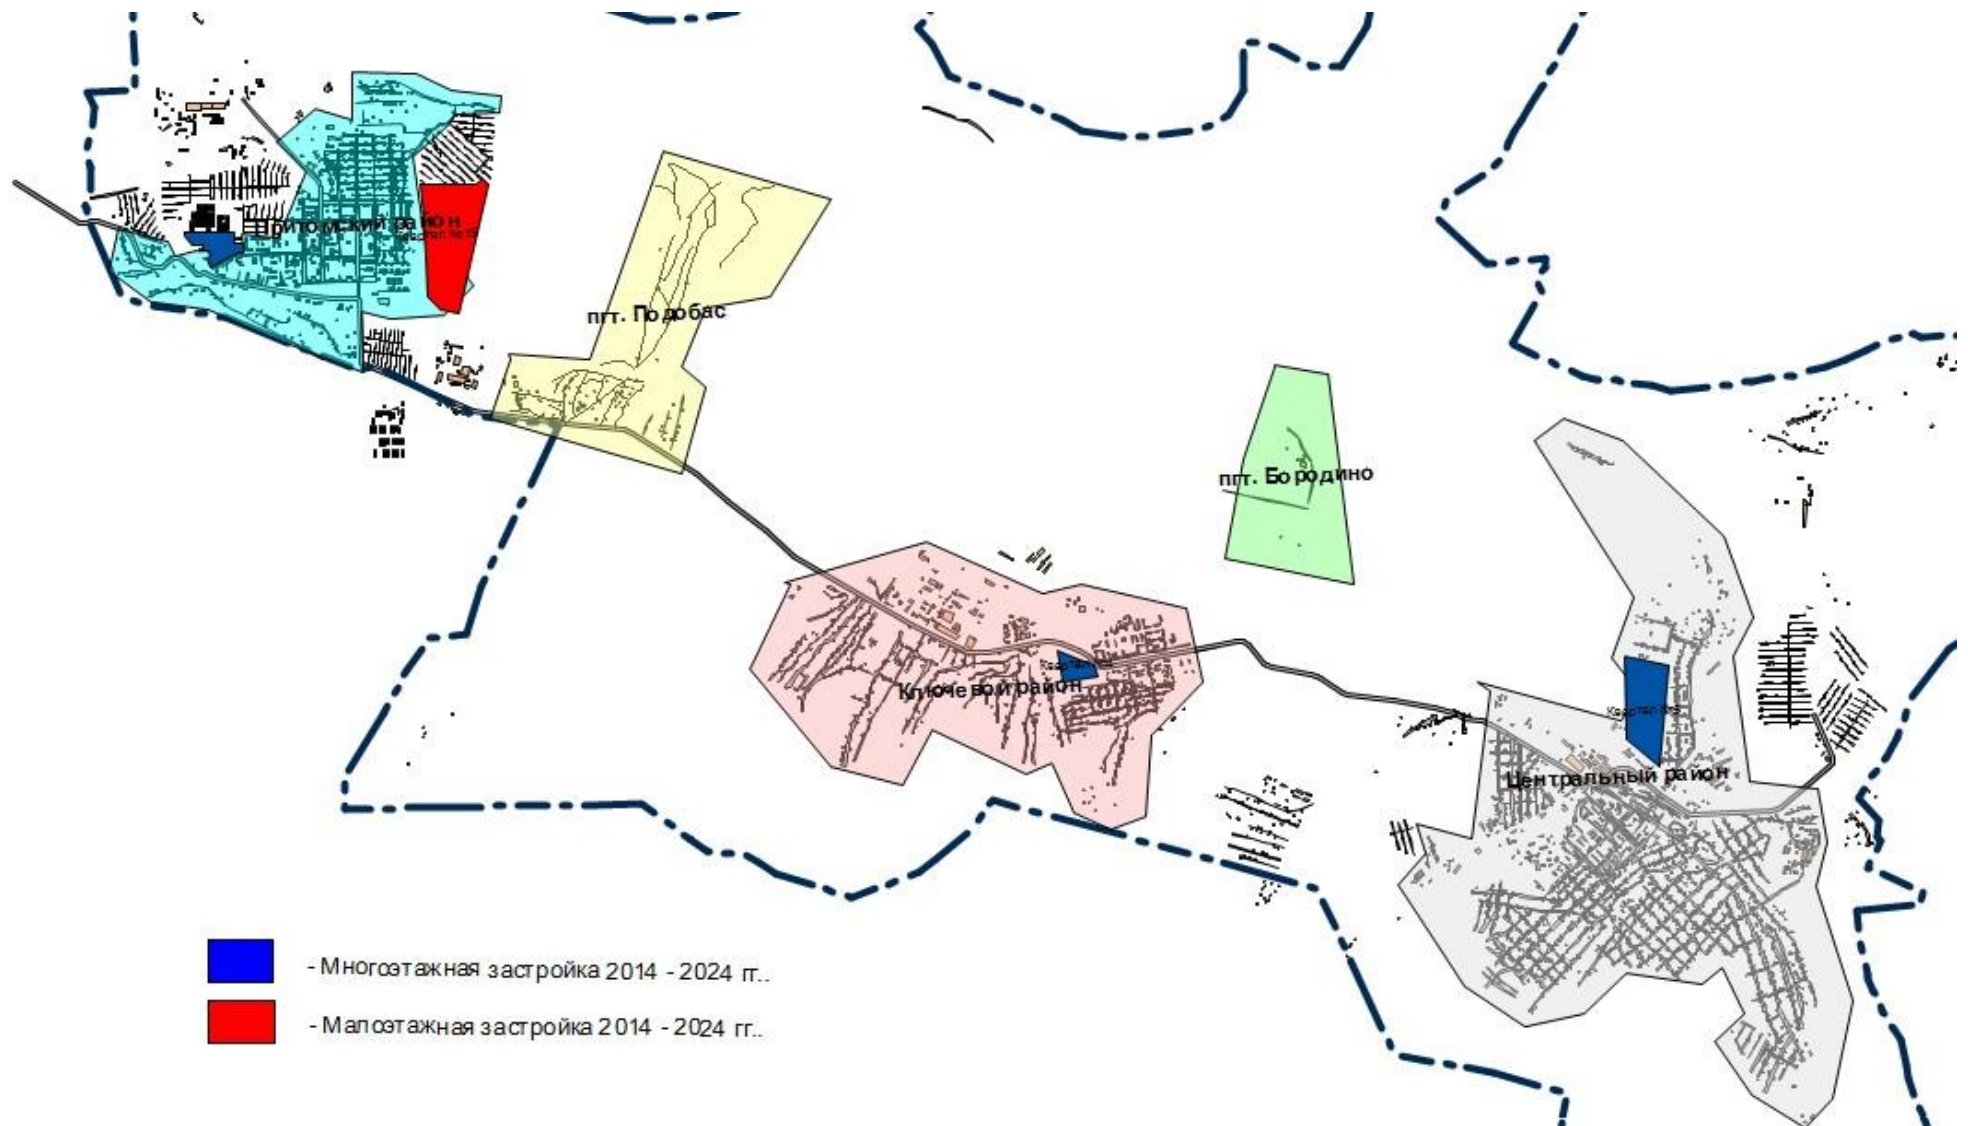 Притомский район
пгт. Подобас
пгт. Бородино
Ключевой район
Центральный район
- Многоэтажная застройка 2014 - 2024 гг..
- Малоэтажная застройка 2014 - 2024 гг..